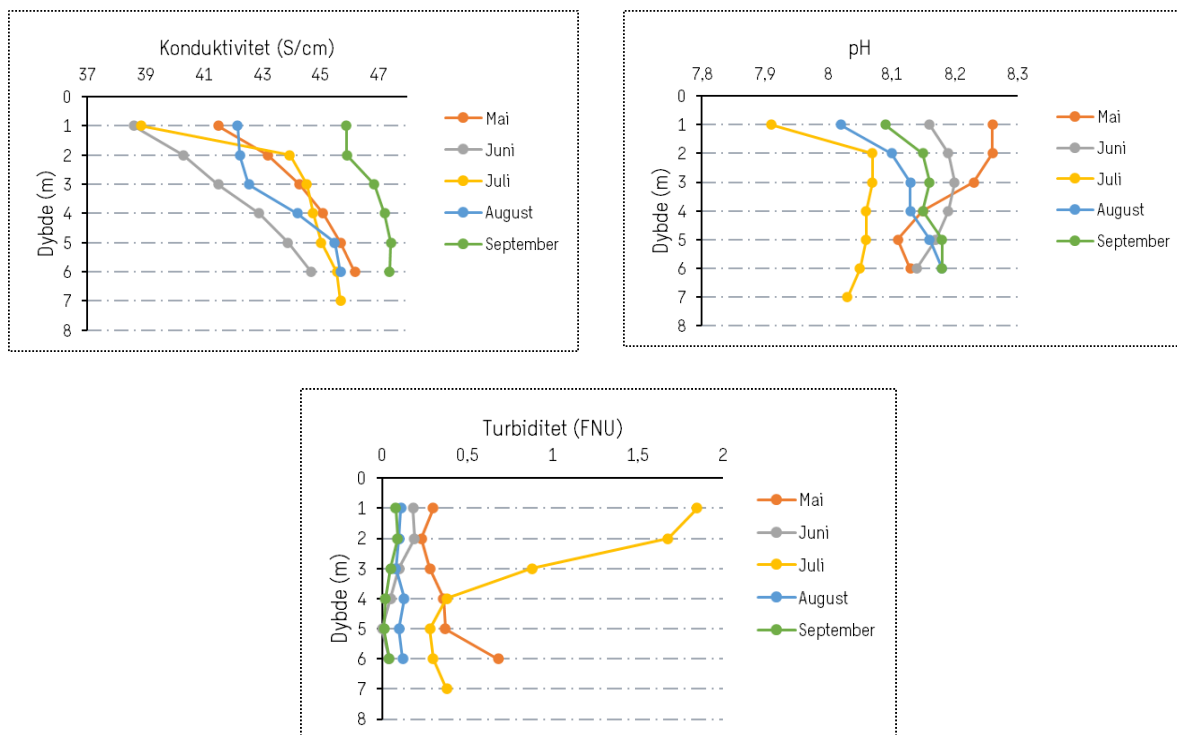 Konduktivitet (S/cm)
37 39 41 43 45 47
0
1
2
3
4
5
6
7
8
Dybde (m)
Mai
Juni
Juli
August
September
pH
7,8 7,9 8 8,1 8,2 8,3
0
1
2
3
4
5
6
7
8
Dybde (m)
Mai
Juni
Juli
August
September
Turbiditet (FNU)
0 0,5 1 1,5 2
0
1
2
3
4
5
6
7
8
Dybde (m)
Mai
Juni
Juli
August
September